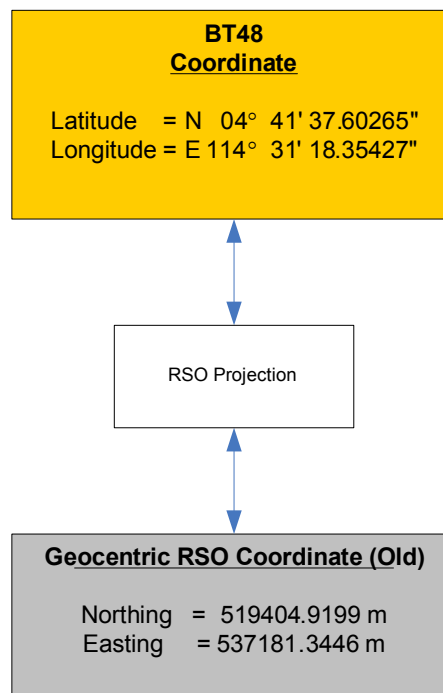 BT48
Coordinate
Latitude = N 04° 41' 37.60265"
Longitude = E 114° 31' 18.35427"
RSO Projection
Geocentric RSO Coordinate (Old)
Northing = 519404.9199 m
Easting = 537181.3446 m